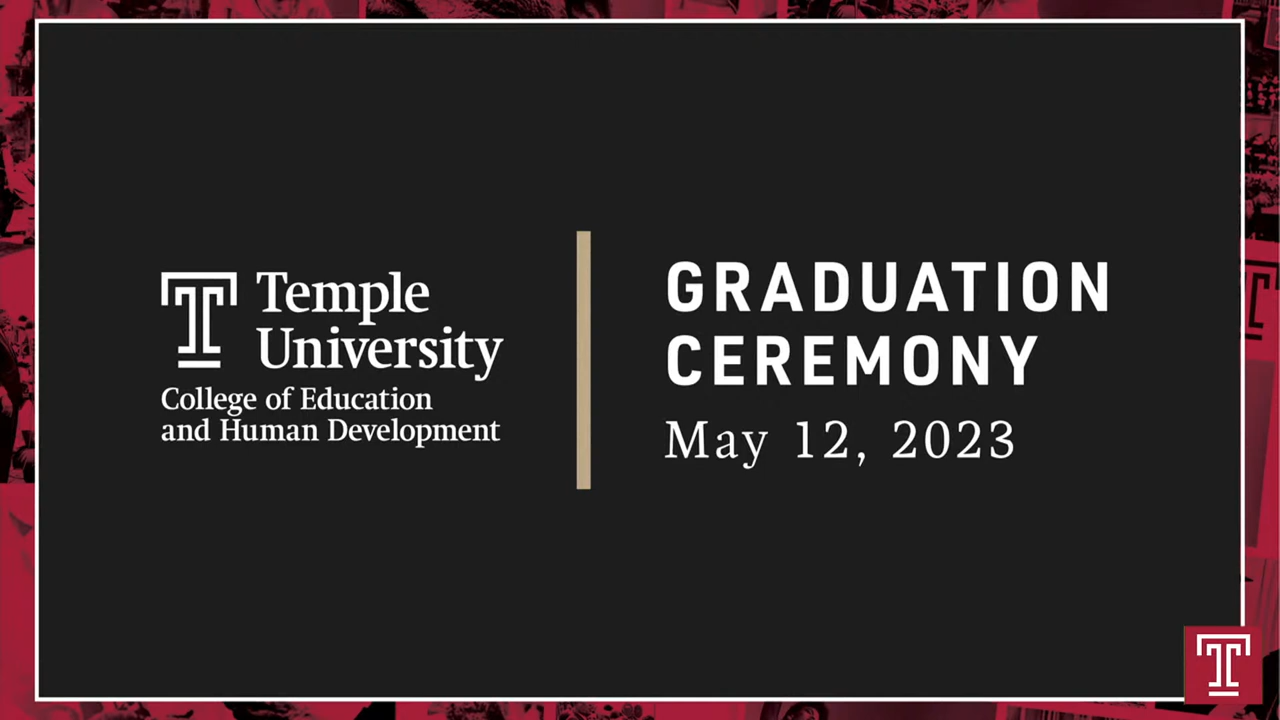 Temple
University
College of Education
and Human Development
GRADUATION
CEREMONY
May 12, 2023